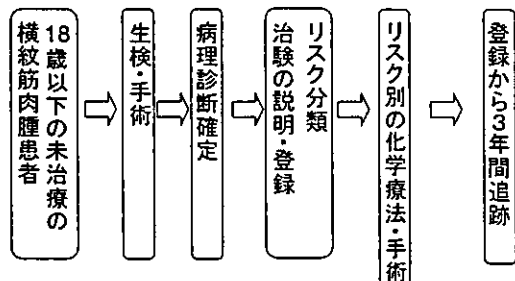 18歳以下の未治療の
横紋筋肉腫患者
生検・手術
病理診断確定
リスク分類
治験の説明・登録
リスク別の化学療法・手術
登録から3年間追跡